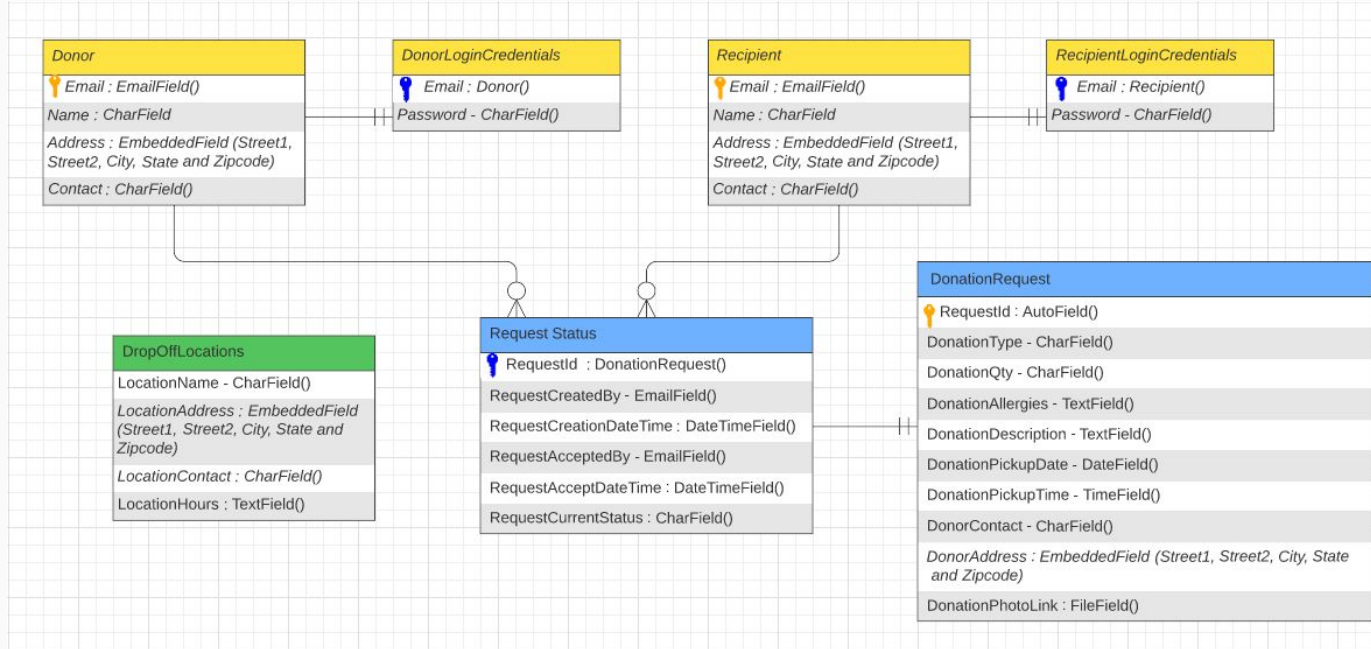 Donor
Email : EmailField()
Name : CharField
Address : EmbeddedField (Street1,
Street2, City, State and Zipcode)
Contact : CharField()
DonorLoginCredentials
Email : Donor()
Password - CharField()
Recipient
Email : EmailField()
Name : CharField
Address : EmbeddedField (Street1,
Street2, City, State and Zipcode)
Contact : CharField()
RecipientLoginCredentials
Email : Recipient()
Password - CharField()
DropOffLocations
LocationName - CharField()
LocationAddress : EmbeddedField
(Street1, Street2, City, State and
Zipcode)
LocationContact : CharField()
LocationHours : TextField()
Request Status
RequestId : DonationRequest()
RequestCreatedBy - EmailField()
RequestCreationDateTime : DateTimeField()
RequestAcceptedBy - EmailField()
RequestAcceptDateTime : DateTimeField()
RequestCurrentStatus : CharField()
DonationRequest
RequestId : AutoField()
DonationType - CharField()
DonationQty - CharField()
DonationAllergies - TextField()
DonationDescription - TextField()
DonationPickupDate - DateField()
DonationPickupTime - TimeField()
DonorContact - CharField()
DonorAddress : EmbeddedField (Street1, Street2, City, State
and Zipcode)
DonationPhotoLink : FileField()